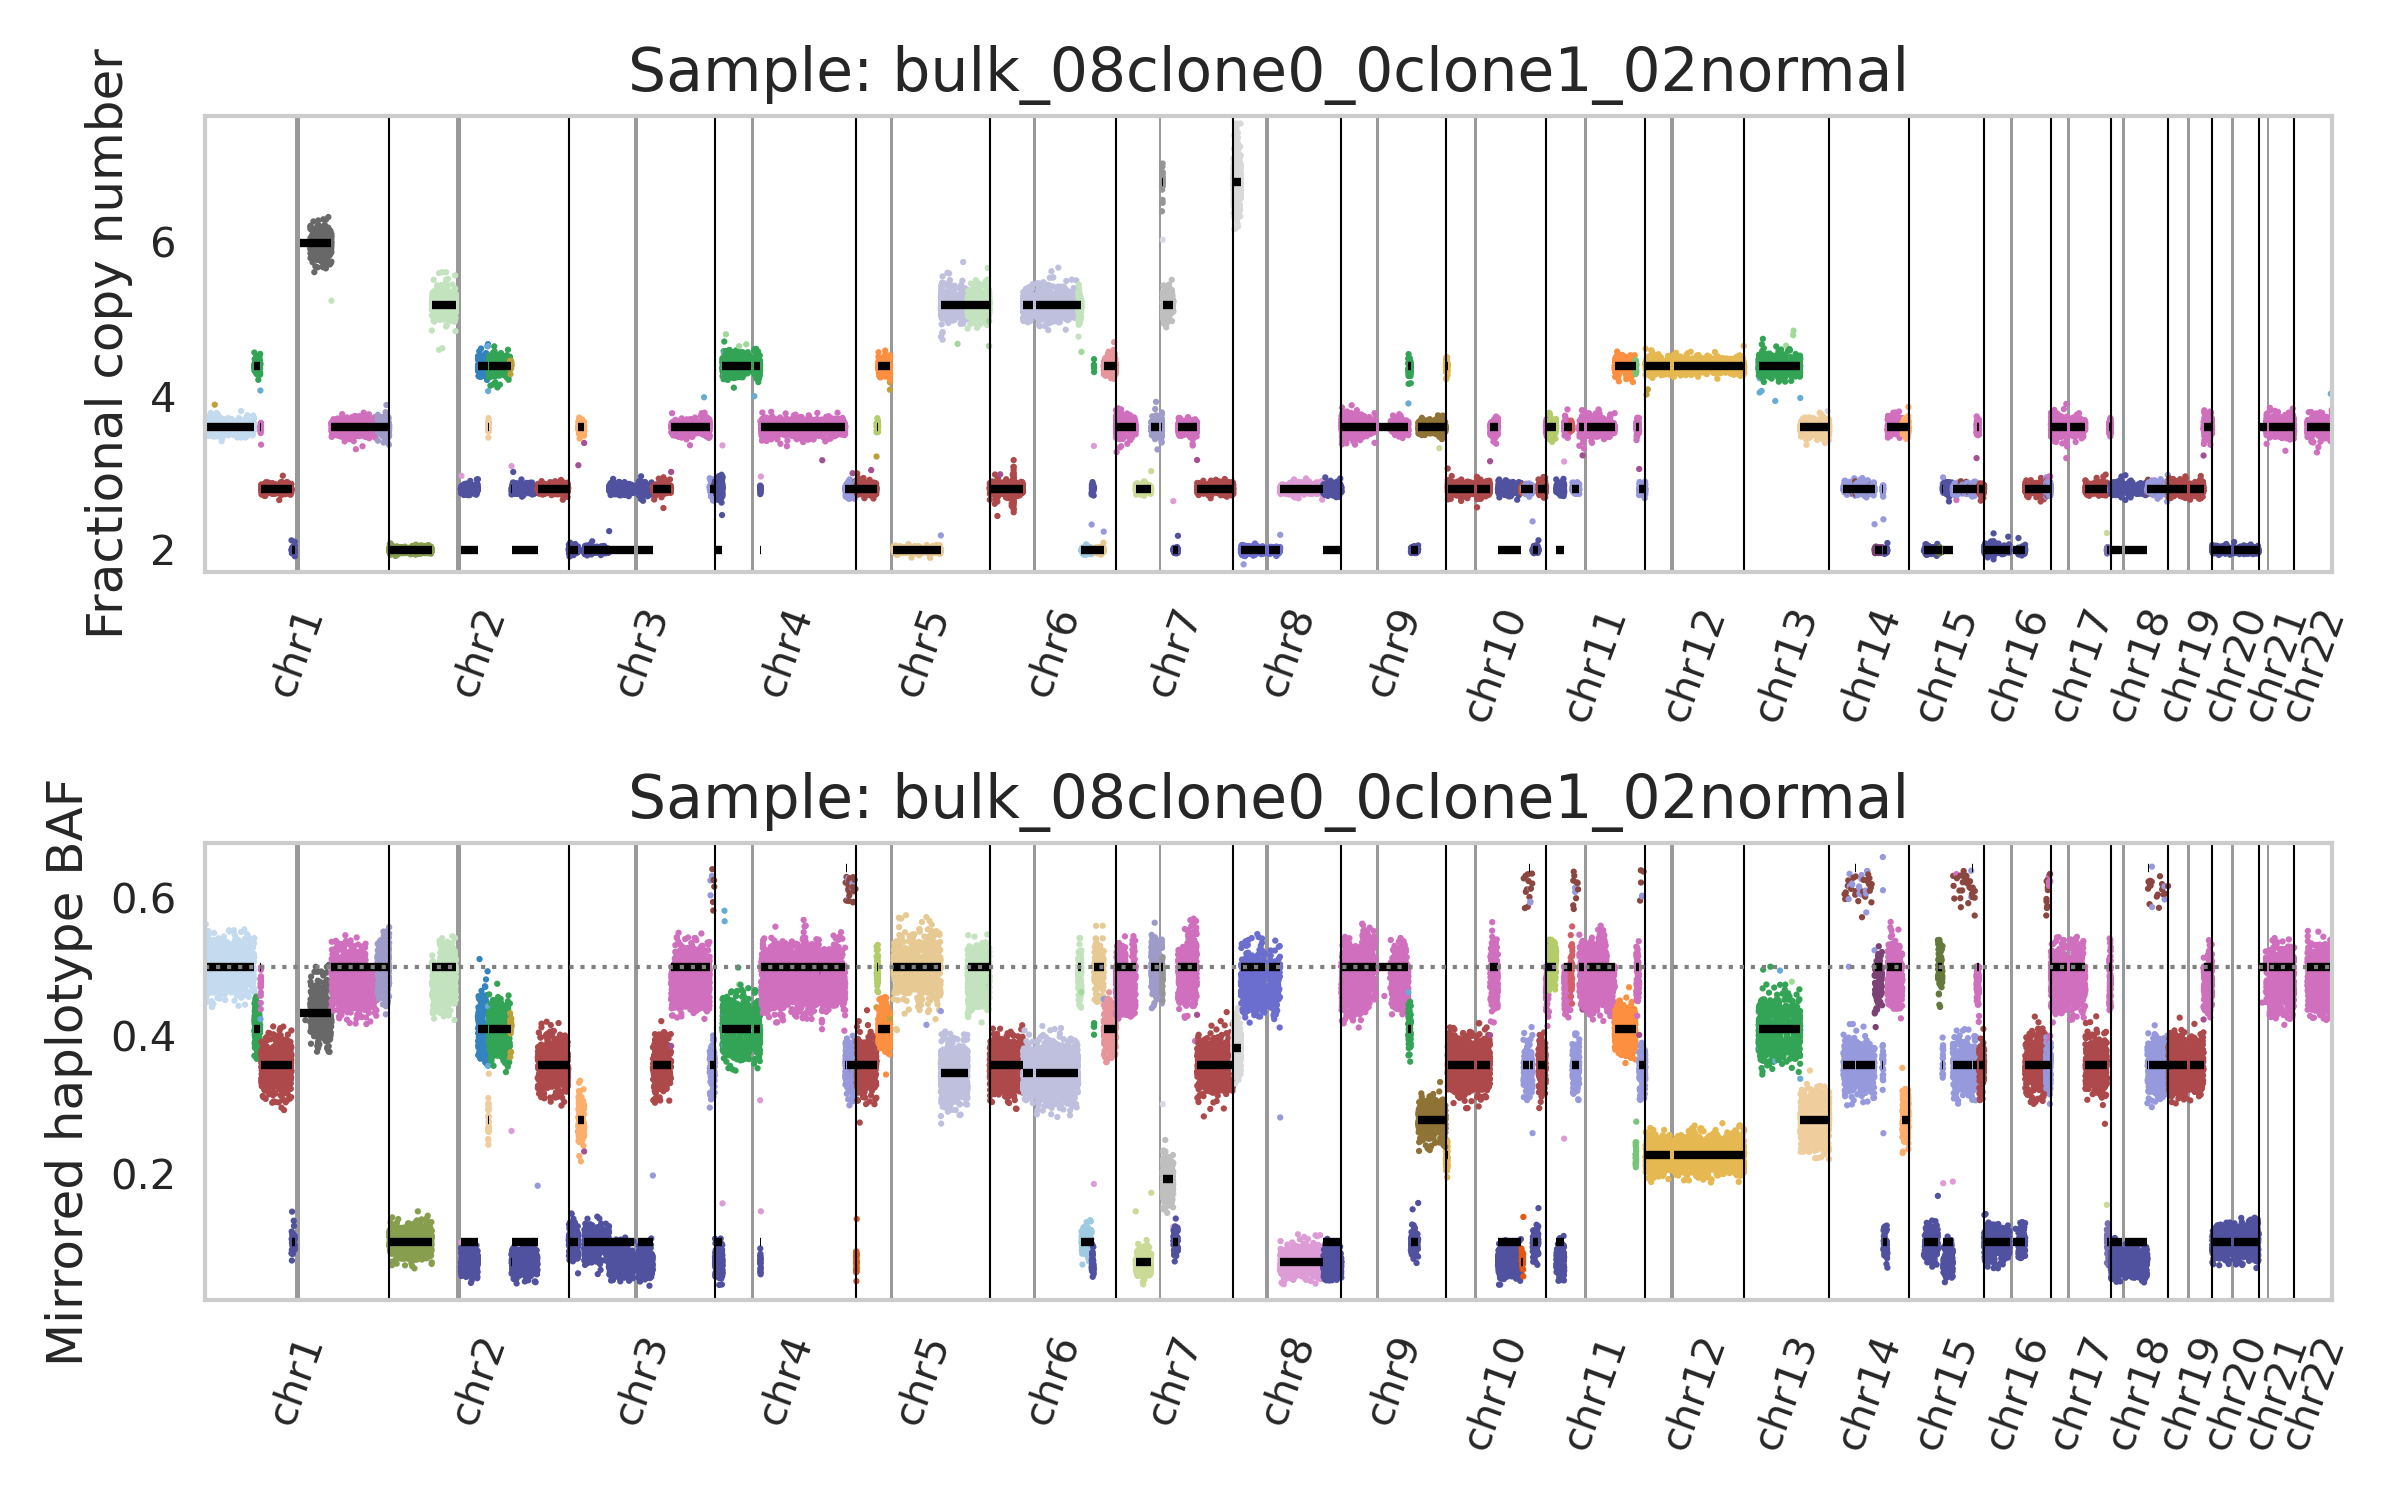 Sample: bulk_08clone0_0clone1_02normal
Fractional copy number
6
4
2
chr1
chr2
chr3
chr4
chr5
chr6
chr7
chr8
chr9
chr10
chr11
chr12
chr13
chr14
chr15
chr16
chr17
chr18
chr19
chr20
chr21
chr22
Sample: bulk_08clone0_0clone1_02normal
Mirrored haplotype BAF
0.6
0.4
0.2
chr1
chr2
chr3
chr4
chr5
chr6
chr7
chr8
chr9
chr10
chr11
chr12
chr13
chr14
chr15
chr16
chr17
chr18
chr19
chr20
chr21
chr22